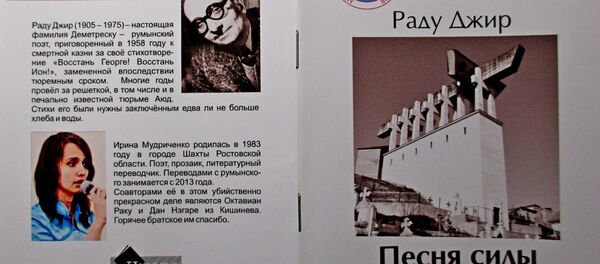 Раду Джир (1905 – 1975) – настоящая
фамилия Деметреску – румынский
поэт, приговоренный в 1958 году к
смертной казни за своё стихотворе-
ние «Восстань Георге! Восстань
Ион!», замененной впоследствии
тюремным сроком. Многие годы
провёл за решеткой, в том числе и в
печально известной тюрьме Аюд.
Стихи его были нужны заключённым едва ли не больше
хлеба и воды.
Ирина Мудриченко родилась в 1983
году в городе Шахты Ростовской
области. Поэт, прозаик, литературный
переводчик. Переводами с румынско-
го занимается с 2013 года.
Соавторами её в этом убийственно
прекрасном деле являются Октавиан
Раку и Дан Нэгаре из Кишинева.
Горячее братское им спасибо.
Раду Джир
Песня силы